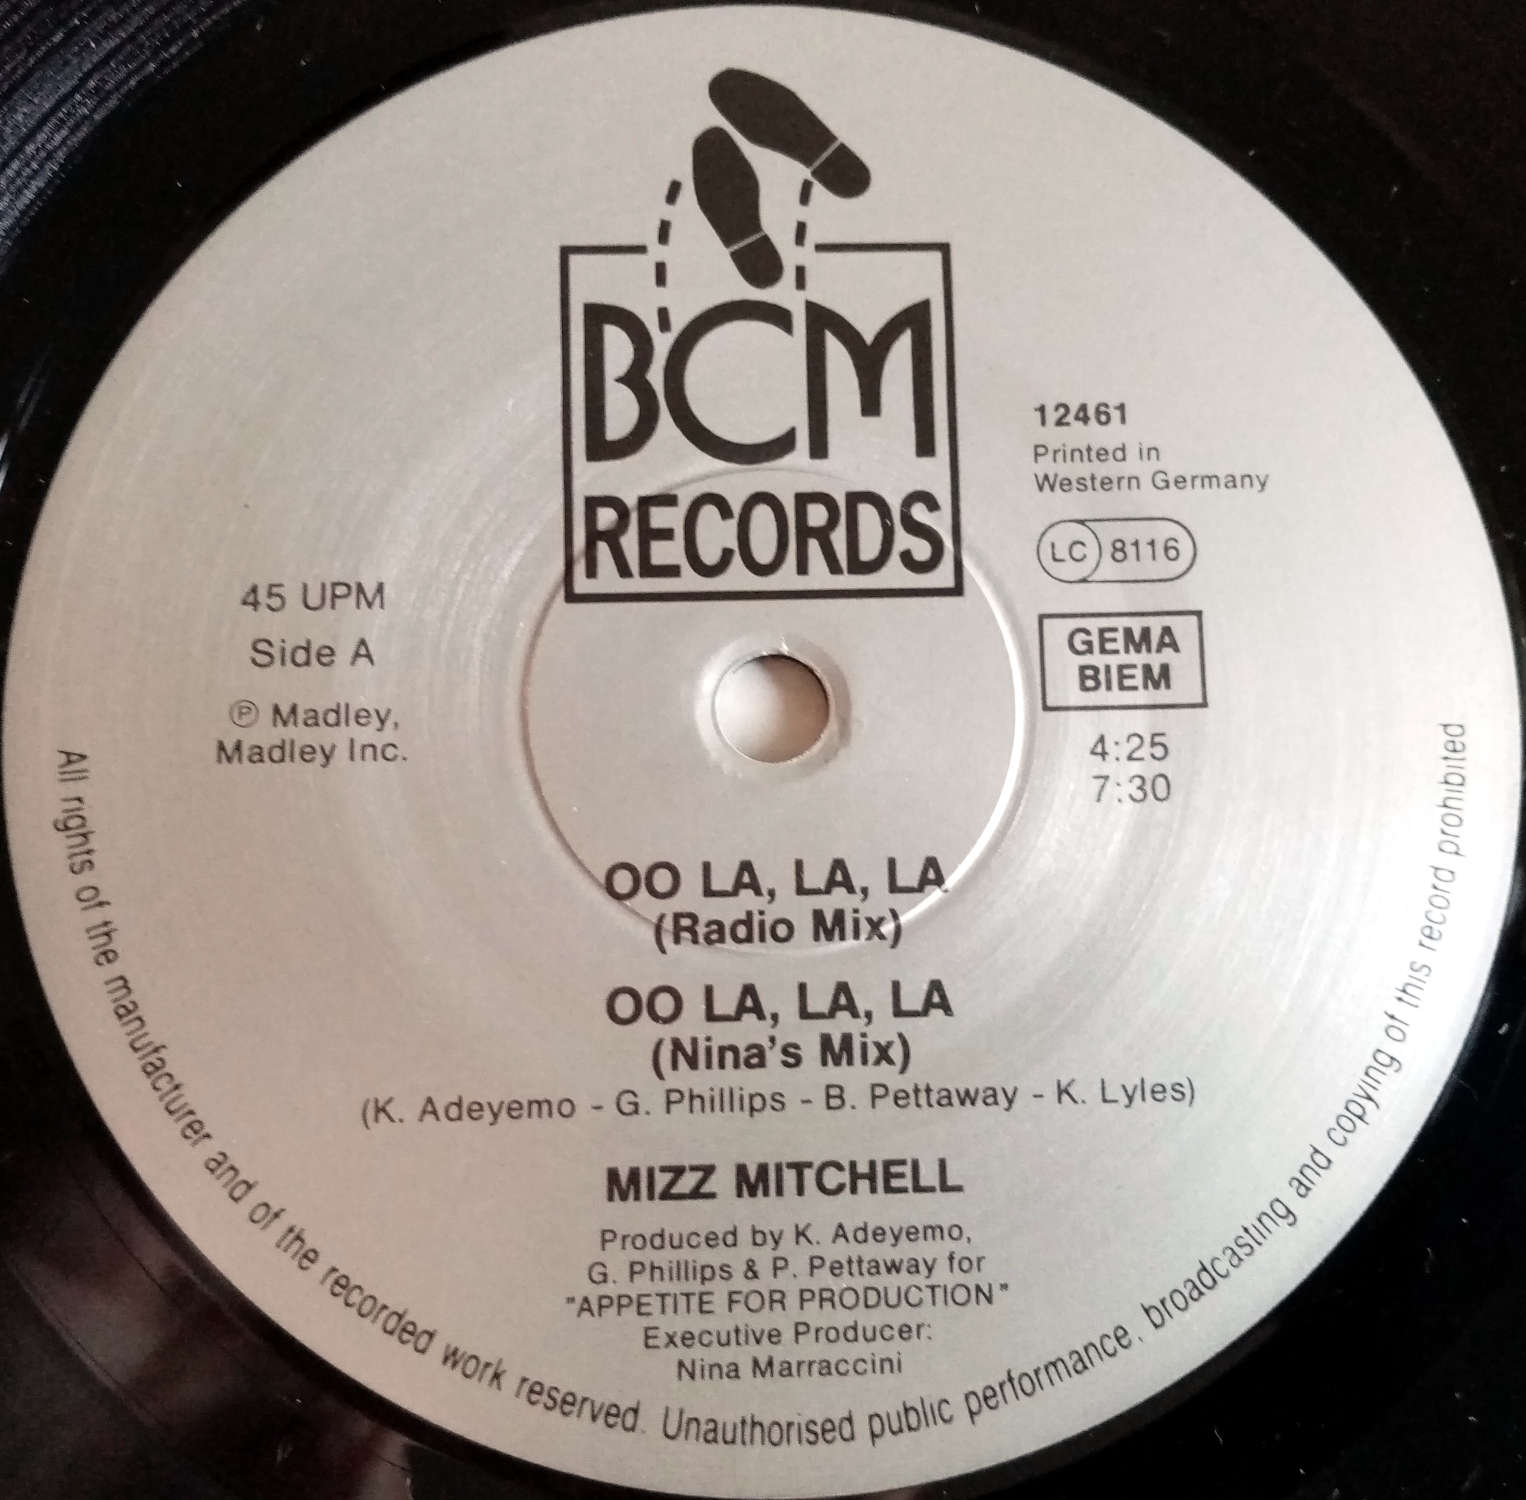 BCM
RECORDS
12461
Printed in
Western Germany
LC 8116
GEMA
BIEM
4:25
7:30
45 UPM
Side A
℗ Madley,
Madley Inc.
OO LA, LA, LA
(Radio Mix)
OO LA, LA, LA
(Nina's Mix)
(K. Adeyemo - G. Phillips - B. Pettaway - K. Lyles)
MIZZ MITCHELL
Produced by K. Adeyemo,
G. Phillips & P. Pettaway for
"APPETITE FOR PRODUCTION"
Executive Producer:
Nina Marraccini
All rights of the manufacturer and of the recorded work reserved. Unauthorised public performance, broadcasting and copying of this record prohibited